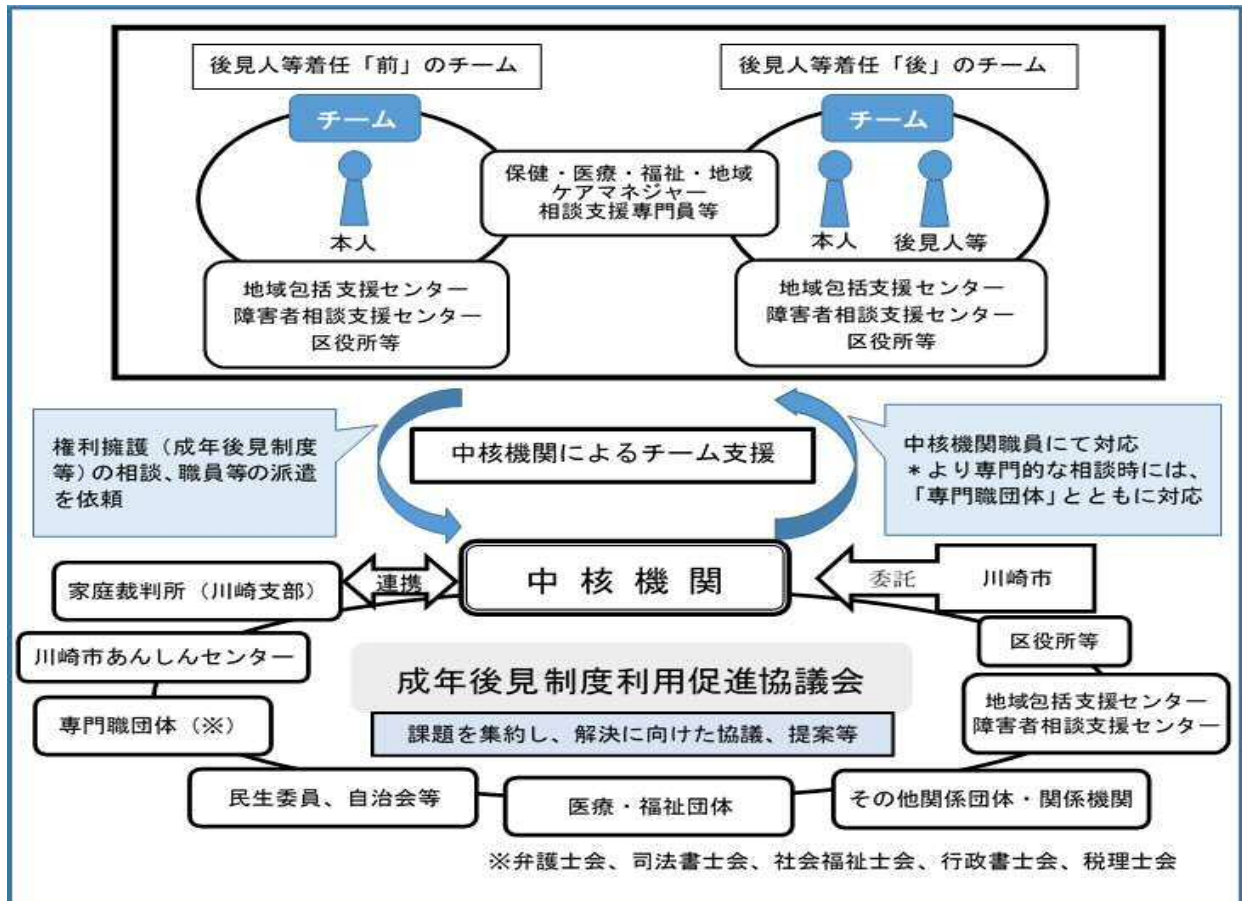 後見人等着任「前」のチーム
チーム
本人
地域包括支援センター
障害者相談支援センター
区役所等
保健・医療・福祉・地域
ケアマネジャー
相談支援専門員等
後見人等着任「後」のチーム
チーム
本人
後見人等
地域包括支援センター
障害者相談支援センター
区役所等
権利擁護(成年後見制度
等)の相談、職員等の派遣
を依頼
中核機関によるチーム支援
中核機関職員にて対応
*より専門的な相談時には、
「専門職団体」とともに対応
家庭裁判所(川崎支部)
連携
中核機関
委託
川崎市
川崎市あんしんセンター
区役所等
成年後見制度利用促進協議会
専門職団体(※)
地域包括支援センター
障害者相談支援センター
課題を集約し、解決に向けた協議、提案等
民生委員、自治会等
医療・福祉団体
その他関係団体・関係機関
※弁護士会、司法書士会、社会福祉士会、行政書士会、税理士会